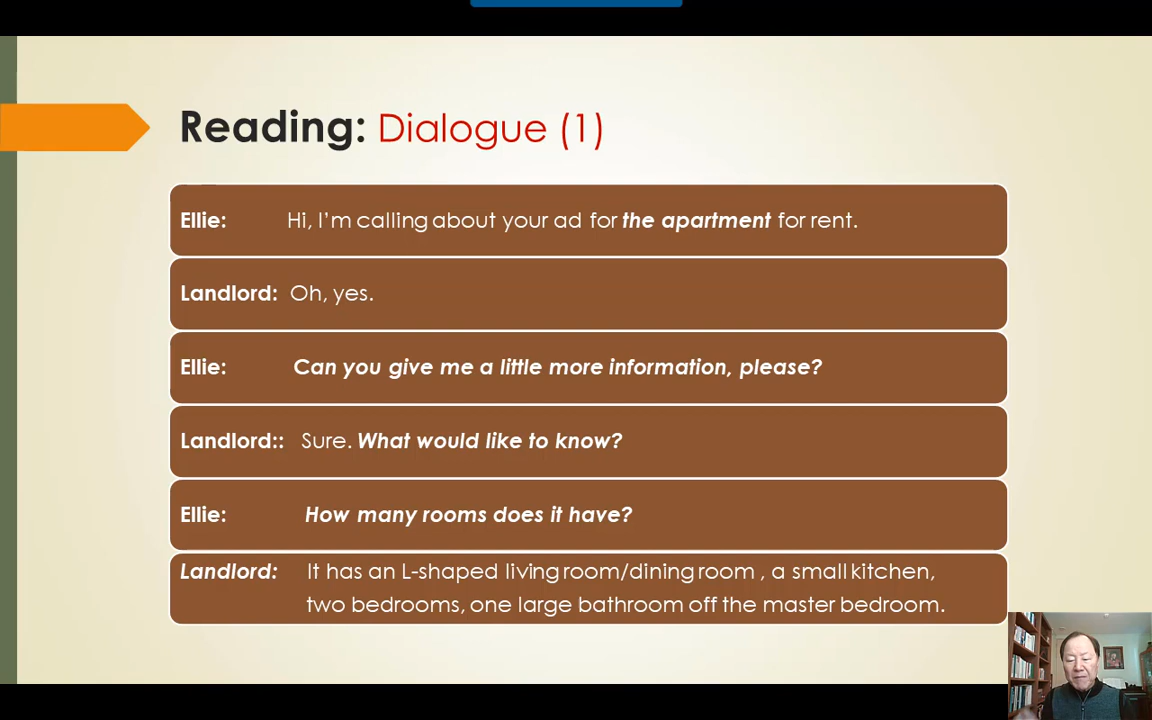 Reading: Dialogue (1)
Ellie: Hi, I'm calling about your ad for the apartment for rent.
Landlord: Oh, yes.
Ellie: Can you give me a little more information, please?
Landlord:: Sure. What would like to know?
Ellie: How many rooms does it have?
Landlord: It has an L-shaped living room/dining room , a small kitchen,
two bedrooms, one large bathroom off the master bedroom.